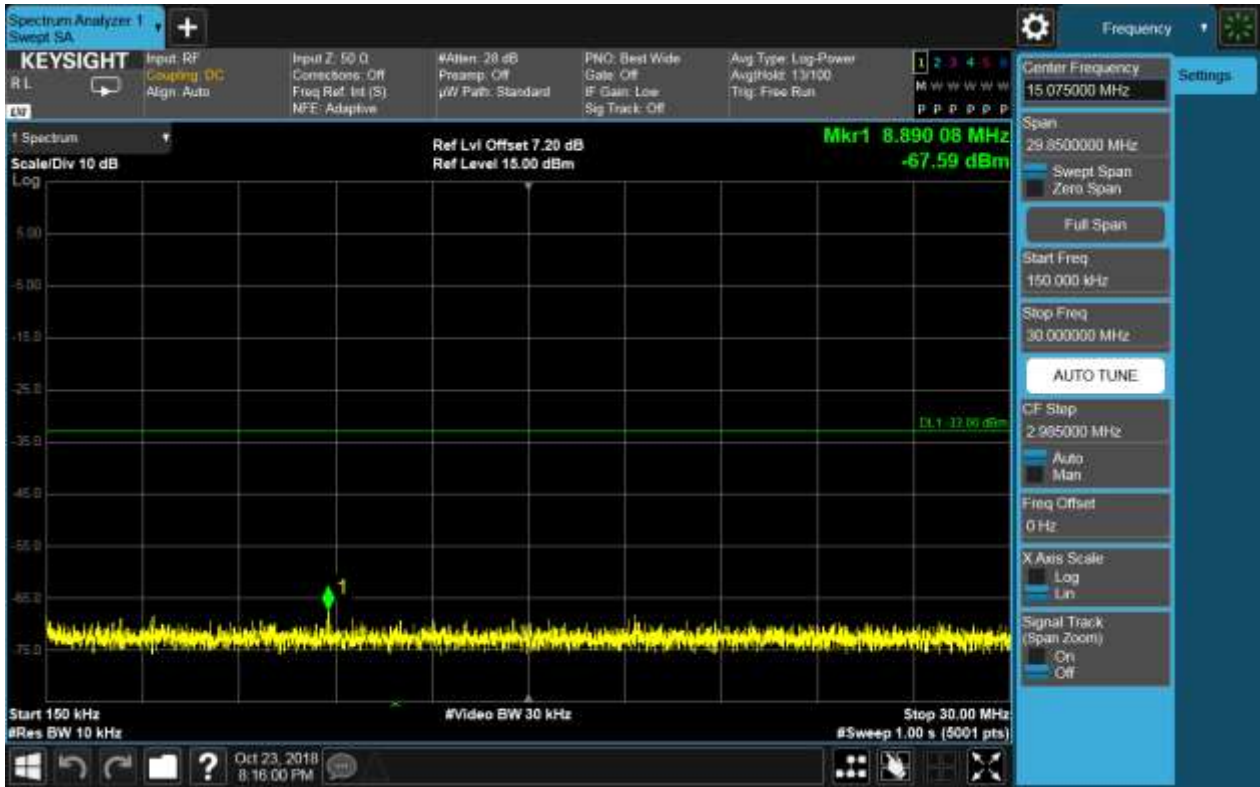 Spectrum Analyzer 1
Swept SA
+
Frequency
KEYSIGHT
R L
Input: RF
Coupling: DC
Align: Auto
Input Z: 50 Ω
Corrections: Off
Freq Ref: Int (S)
NFE: Adaptive
#Atten: 28 dB
Preamp: Off
µW Path: Standard
PNO: Best Wide
Gate: Off
IF Gain: Low
Sig Track: Off
Avg Type: Log-Power
Avg|Hold: 13/100
Trig: Free Run
1 2 3 4 5 6
M W W W W W
P P P P P P
1 Spectrum
Scale/Div 10 dB
Log
Ref Lvl Offset 7.20 dB
Ref Level 15.00 dBm
Mkr1 8.890 08 MHz
-67.59 dBm
5.00
-5.00
-15.0
-25.0
-35.0
-45.0
-55.0
-65.0
-75.0
DL1 -33.00 dBm
1
Start 150 kHz
#Res BW 10 kHz
#Video BW 30 kHz
Stop 30.00 MHz
#Sweep 1.00 s (5001 pts)
?
Oct 23, 2018
8:16:00 PM
Center Frequency
15.075000 MHz
Settings
Span
29.8500000 MHz
Swept Span
Zero Span
Full Span
Start Freq
150.000 kHz
Stop Freq
30.000000 MHz
AUTO TUNE
CF Step
2.985000 MHz
Auto
Man
Freq Offset
0 Hz
X Axis Scale
Log
Lin
Signal Track
(Span Zoom)
On
Off